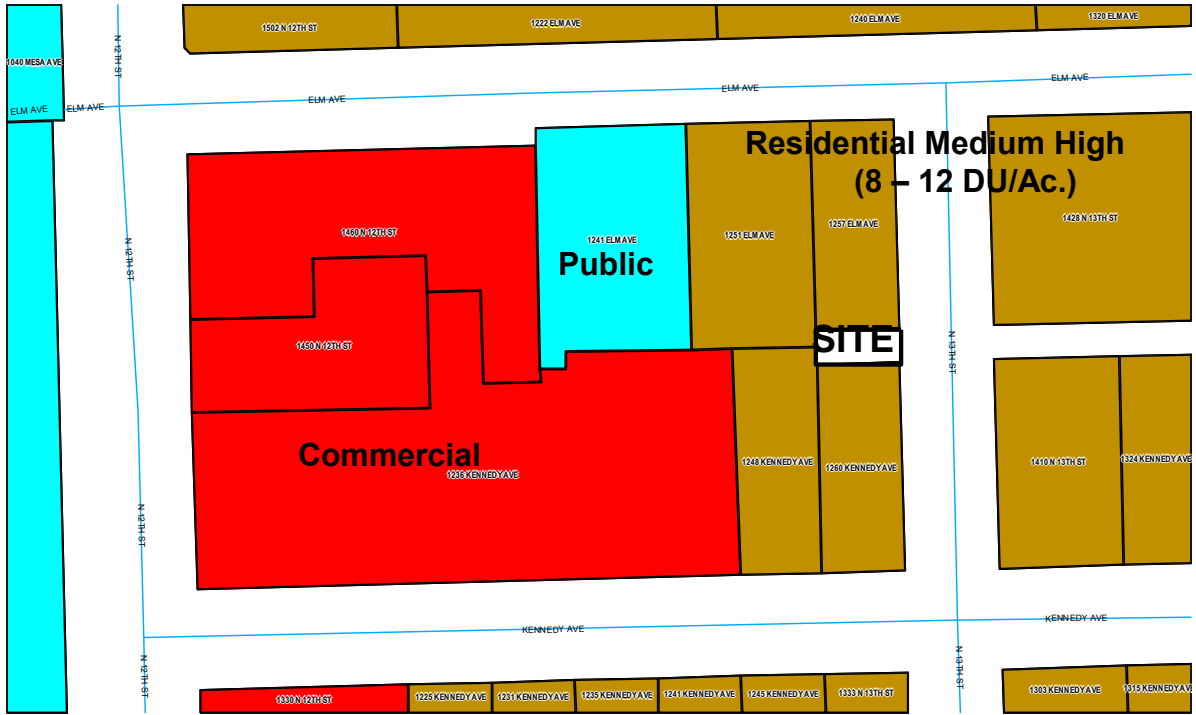 1502 N 12TH ST
1222 ELM AVE
1240 ELM AVE
1320 ELM AVE
1040 MESA AVE
N 12TH ST
ELM AVE
ELM AVE
ELM AVE
ELM AVE
ELM AVE
Residential Medium High
(8 – 12 DU/Ac.)
1460 N 12TH ST
1241 ELM AVE
Public
1251 ELM AVE
1257 ELM AVE
1428 N 13TH ST
N 12TH ST
1450 N 12TH ST
SITE
N 13TH ST
Commercial
1236 KENNEDY AVE
1248 KENNEDY AVE
1260 KENNEDY AVE
1410 N 13TH ST
1324 KENNEDY AVE
N 12TH ST
KENNEDY AVE
KENNEDY AVE
N 12TH ST
N 13TH ST
1330 N 12TH ST
1225 KENNEDY AVE
1231 KENNEDY AVE
1235 KENNEDY AVE
1241 KENNEDY AVE
1245 KENNEDY AVE
1333 N 13TH ST
1303 KENNEDY AVE
1315 KENNEDY AVE